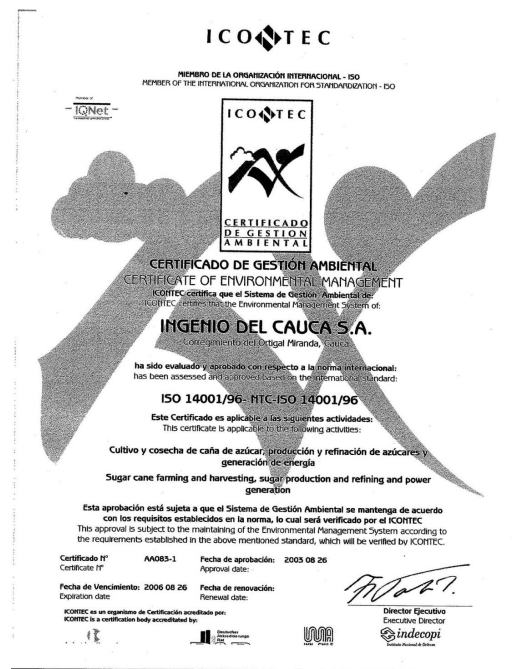 ICONTEC
MIEMBRO DE LA ORGANIZACIÓN INTERNACIONAL - ISO
MEMBER OF THE INTERNATIONAL ORGANIZATION FOR STANDARDIZATION - ISO
Member of
IQNet
ICONTEC
CERTIFICADO
DE GESTION
AMBIENTAL
CERTIFICADO DE GESTIÓN AMBIENTAL
CERTIFICATE OF ENVIRONMENTAL MANAGEMENT
ICONTEC certifica que el Sistema de Gestión Ambiental de:
ICONTEC certifies that the Environmental Management System of:
INGENIO DEL CAUCA S.A.
Corregimiento del Ortigal Miranda, Cauca
ha sido evaluado y aprobado con respecto a la norma internacional:
has been assessed and approved based on the international standard:
ISO 14001/96- NTC-ISO 14001/96
Este Certificado es aplicable a las siguientes actividades:
This certificate is applicable to the following activities:
Cultivo y cosecha de caña de azúcar, producción y refinación de azúcares y
generación de energía
Sugar cane farming and harvesting, sugar production and refining and power
generation
Esta aprobación está sujeta a que el Sistema de Gestión Ambiental se mantenga de acuerdo
con los requisitos establecidos en la norma, lo cual será verificado por el ICONTEC
This approval is subject to the maintaining of the Environmental Management System according to
the requirements established in the above mentioned standard, which will be verified by ICONTEC.
Certificado Nº AA083-1 Fecha de aprobación: 2003 08 26
Certificate Nº Approval date:
Fecha de Vencimiento: 2006 08 26 Fecha de renovación:
Expiration date Renewal date:
ICONTEC es un organismo de Certificación acreditado por:
ICONTEC is a certification body accreditated by:
Director Ejecutivo
Executive Director
indecopi